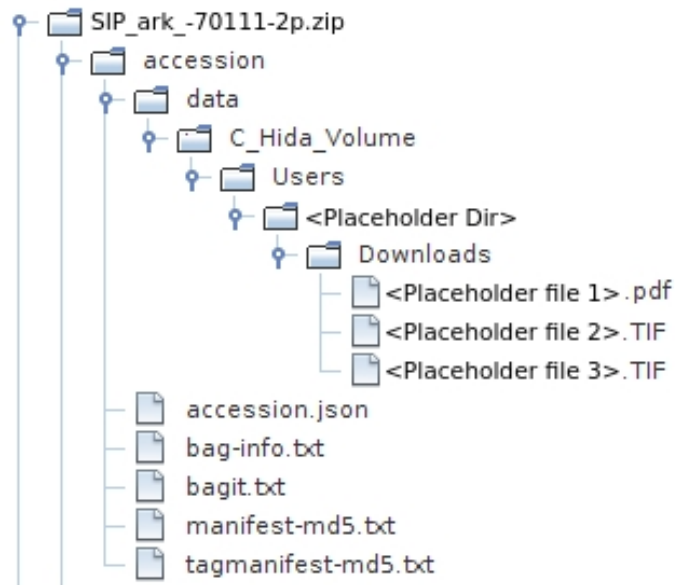 SIP_ark_-70111-2p.zip
accession
data
C_Hida_Volume
Users
<Placeholder Dir>
Downloads
<Placeholder file 1>.pdf
<Placeholder file 2>.TIF
<Placeholder file 3>.TIF
accession.json
bag-info.txt
bagit.txt
manifest-md5.txt
tagmanifest-md5.txt